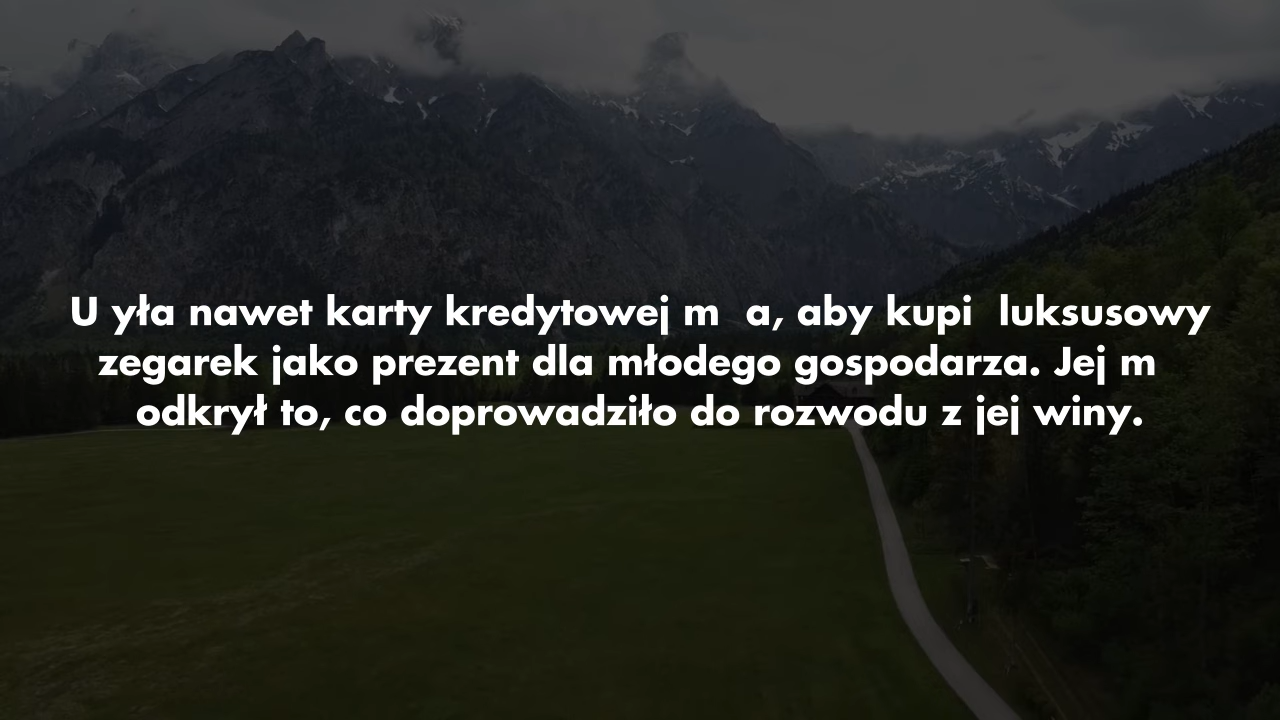 U yła nawet karty kredytowej m  a, aby kupi  luksusowy
zegarek jako prezent dla młodego gospodarza. Jej m
odkrył to, co doprowadziło do rozwodu z jej winy.